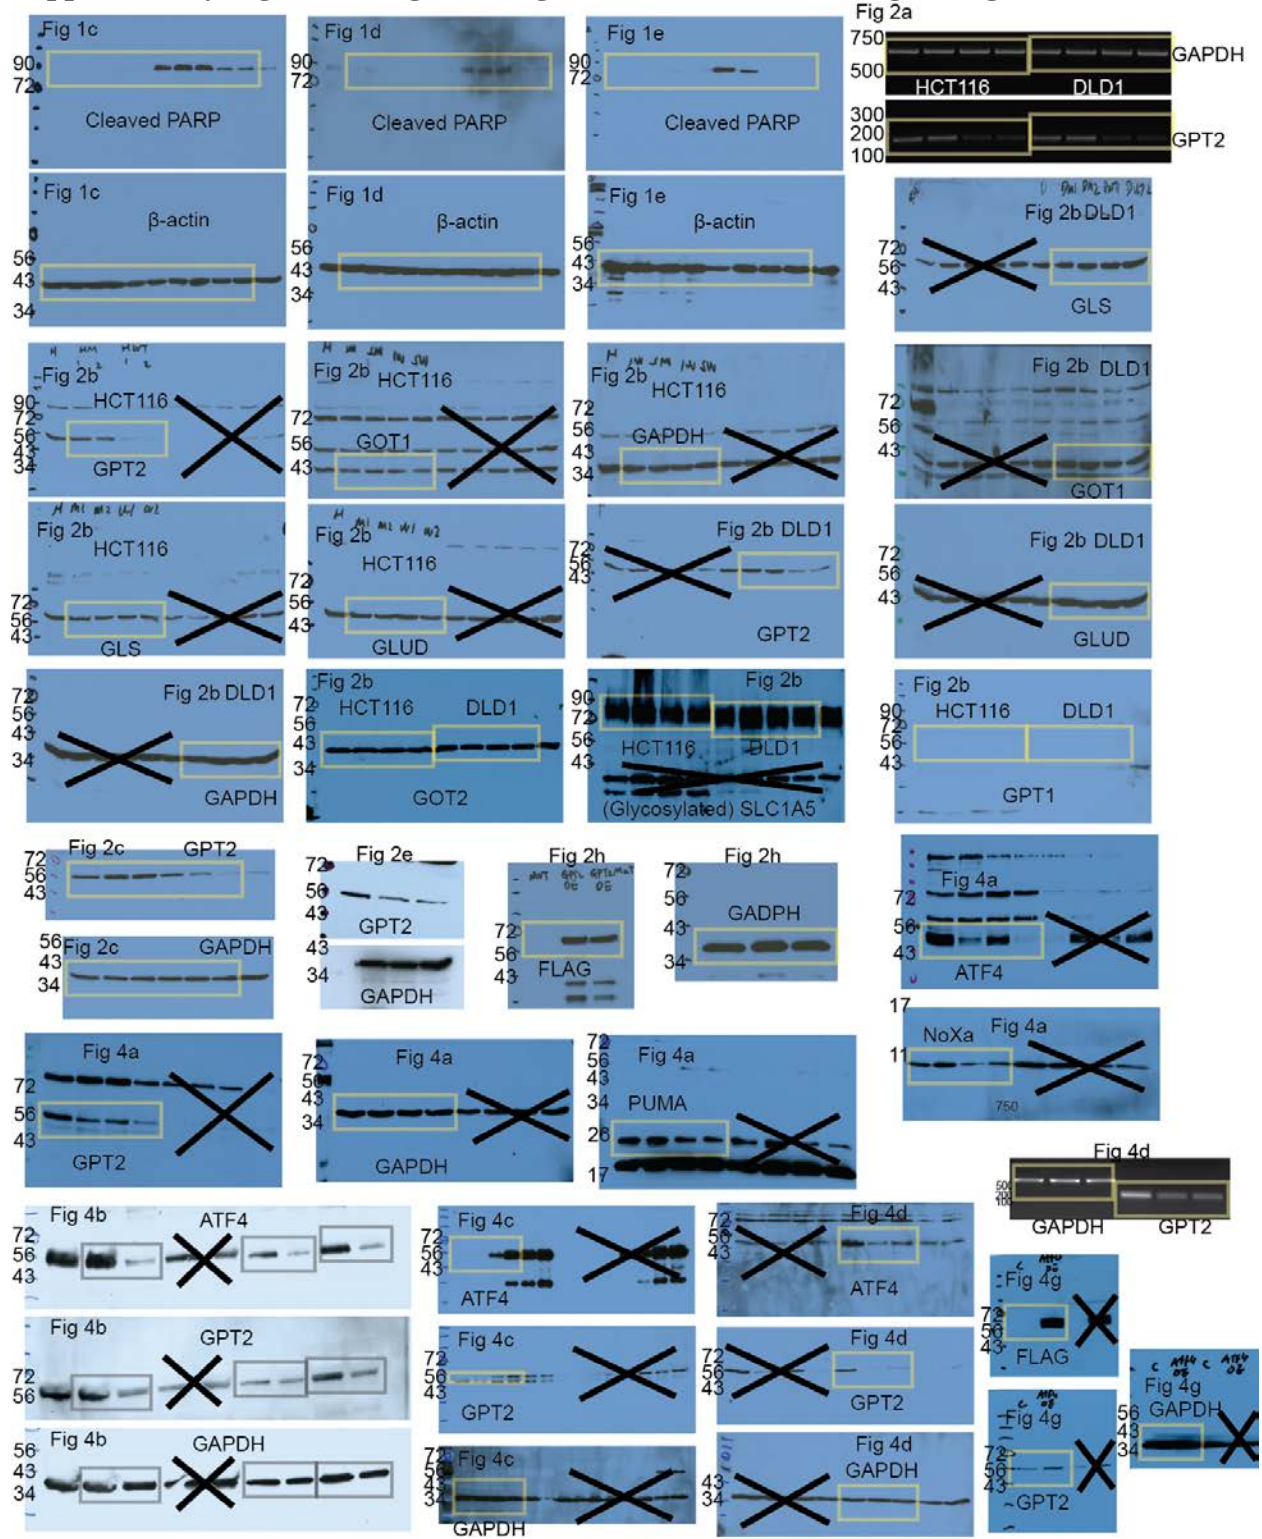 Fig 1c
90
72
Cleaved PARP
Fig 1d
90
72
Cleaved PARP
Fig 1e
90
72
Cleaved PARP
Fig 2a
750
500
GAPDH
HCT116 DLD1
300
200
100
GPT2
Fig 1c
β-actin
56
43
34
Fig 1d
β-actin
56
43
34
Fig 1e
β-actin
56
43
34
Fig 2b DLD1
72
56
43
GLS
Fig 2b
HCT116
90
72
56
43
34
GPT2
Fig 2b
HCT116
72
56
43
GOT1
Fig 2b
HCT116
72
56
43
34
GAPDH
Fig 2b DLD1
72
56
43
GOT1
Fig 2b
HCT116
72
56
43
GLS
Fig 2b
HCT116
72
56
43
GLUD
Fig 2b DLD1
72
56
43
GPT2
Fig 2b DLD1
72
56
43
GLUD
Fig 2b DLD1
72
56
43
34
GAPDH
Fig 2b
HCT116 DLD1
72
56
43
34
GOT2
Fig 2b
90
72
56
43
HCT116 DLD1
(Glycosylated) SLC1A5
Fig 2b
HCT116 DLD1
90
72
56
43
GPT1
Fig 2c GPT2
72
56
43
Fig 2c GAPDH
56
43
34
Fig 2e
72
56
43
GPT2
43
34
GAPDH
Fig 2h
72
56
43
FLAG
Fig 2h
72
56
43
34
GADPH
Fig 4a
72
56
43
ATF4
17
11
NoXa Fig 4a
750
Fig 4a
72
56
43
GPT2
Fig 4a
72
56
43
34
GAPDH
Fig 4a
72
56
43
34
26
17
PUMA
Fig 4d
500
200
100
GAPDH GPT2
Fig 4b ATF4
72
56
43
Fig 4b GPT2
72
56
Fig 4b GAPDH
56
43
34
Fig 4c
72
56
43
ATF4
Fig 4c
72
56
43
GPT2
Fig 4c
72
56
43
34
GAPDH
Fig 4d
72
56
43
ATF4
Fig 4d
72
56
43
GPT2
Fig 4d
GAPDH
43
34
Fig 4g
72
56
43
FLAG
Fig 4g
72
56
43
GPT2
Fig 4g
GAPDH
56
43
34